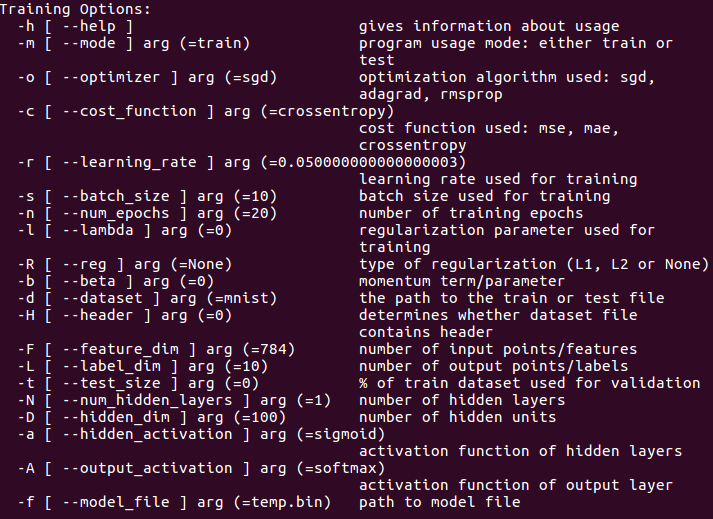 Training Options:
  -h [ --help ]                         gives information about usage
  -m [ --mode ] arg (=train)            program usage mode: either train or
                                        test
  -o [ --optimizer ] arg (=sgd)         optimization algorithm used: sgd,
                                        adagrad, rmsprop
  -c [ --cost_function ] arg (=crossentropy)
                                        cost function used: mse, mae,
                                        crossentropy
  -r [ --learning_rate ] arg (=0.050000000000000003)
                                        learning rate used for training
  -s [ --batch_size ] arg (=10)         batch size used for training
  -n [ --num_epochs ] arg (=20)         number of training epochs
  -l [ --lambda ] arg (=0)              regularization parameter used for
                                        training
  -R [ --reg ] arg (=None)              type of regularization (L1, L2 or None)
  -b [ --beta ] arg (=0)                momentum term/parameter
  -d [ --dataset ] arg (=mnist)         the path to the train or test file
  -H [ --header ] arg (=0)              determines whether dataset file
                                        contains header
  -F [ --feature_dim ] arg (=784)       number of input points/features
  -L [ --label_dim ] arg (=10)          number of output points/labels
  -t [ --test_size ] arg (=0)           % of train dataset used for validation
  -N [ --num_hidden_layers ] arg (=1)   number of hidden layers
  -D [ --hidden_dim ] arg (=100)        number of hidden units
  -a [ --hidden_activation ] arg (=sigmoid)
                                        activation function of hidden layers
  -A [ --output_activation ] arg (=softmax)
                                        activation function of output layer
  -f [ --model_file ] arg (=temp.bin)   path to model file